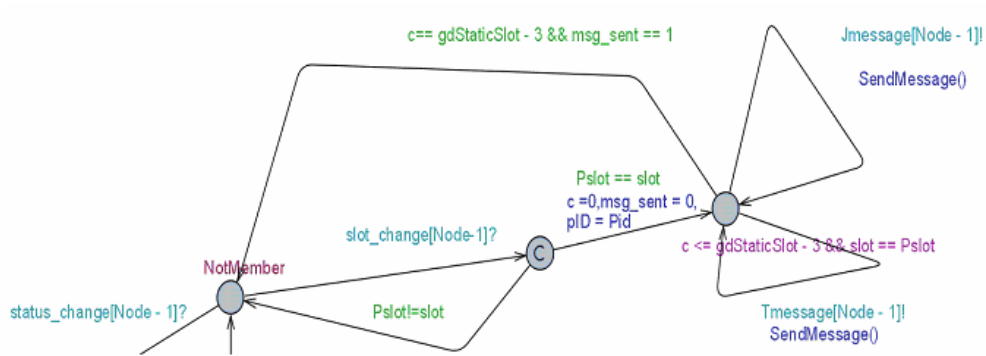 c== gdStaticSlot - 3 && msg_sent == 1
Jmessage[Node - 1]!
SendMessage()
Pslot == slot
c =0,msg_sent = 0,
pID = Pid
slot_change[Node-1]?
C
c <= gdStaticSlot - 3 && slot == Pslot
NotMember
status_change[Node - 1]?
Pslot!=slot
Tmessage[Node - 1]!
SendMessage()